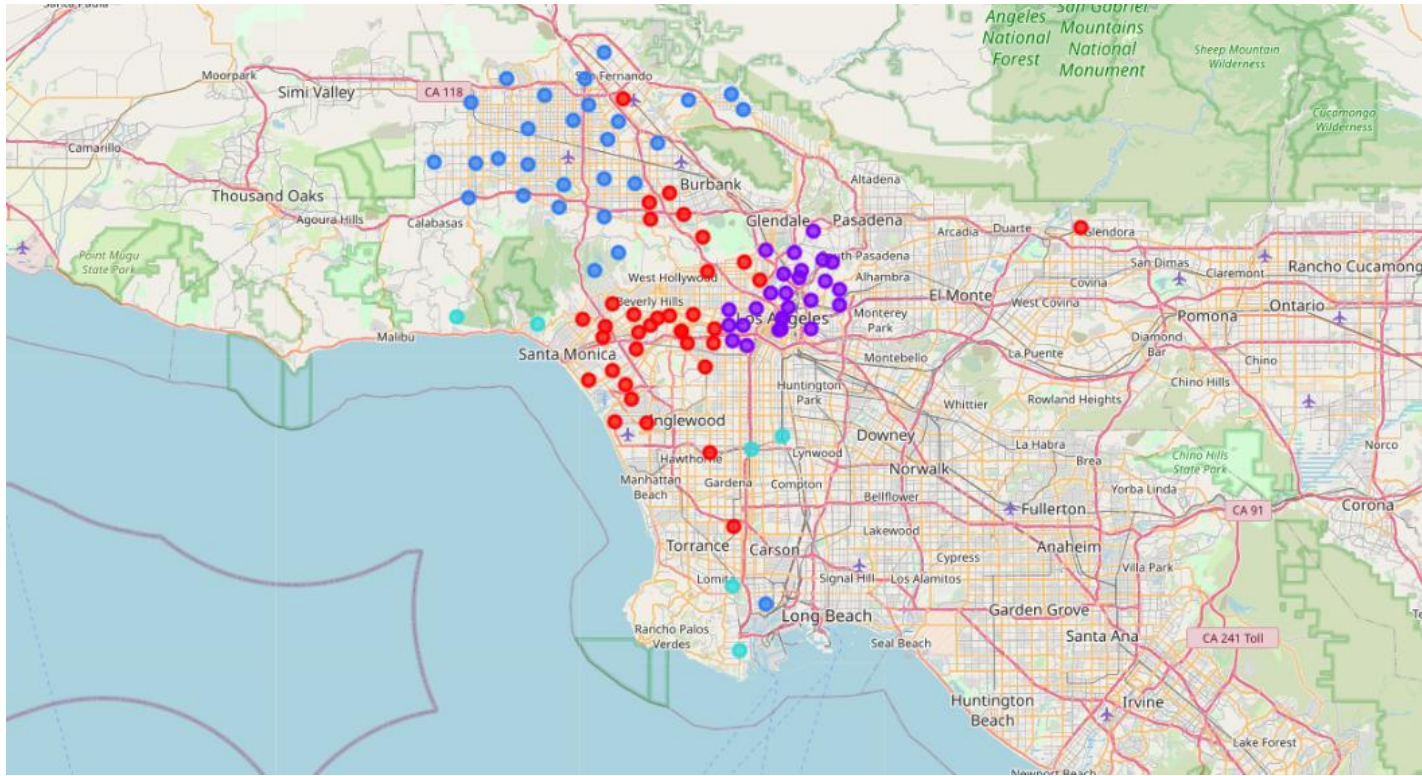 Angeles
National
Forest
San Gabriel
Mountains
National
Monument
Sheep Mountain
Wilderness
Cucamonga
Wilderness
Moorpark
Simi Valley
CA 118
Fernando
Camarillo
Thousand Oaks
Agoura Hills
Calabasas
Burbank
Altadena
Glendale
Pasadena
Arcadia
Duarte
Glendora
Point Mugu
State Park
South Pasadena
Alhambra
San Dimas
Claremont
Rancho Cucamong
West Hollywood
Beverly Hills
El Monte
West Covina
Covina
Ontario
Los Angeles
Monterey
Park
Pomona
Malibu
Santa Monica
Montebello
La Puente
Diamond
Bar
Chino
Huntington
Park
Whittier
Rowland Heights
Chino Hills
Inglewood
Downey
La Habra
Norco
Hawthorne
Lynwood
Norwalk
Brea
Chino Hills
State Park
Manhattan
Beach
Gardena
Compton
Bellflower
Yorba Linda
Fullerton
CA 91
Corona
Lakewood
Torrance
Carson
Cypress
Anaheim
Villa Park
Lomita
Signal Hill
Los Alamitos
Long Beach
Garden Grove
Rancho Palos
Verdes
Seal Beach
Santa Ana
CA 241 Toll
Huntington
Beach
Irvine
Lake Forest
Newport Beach